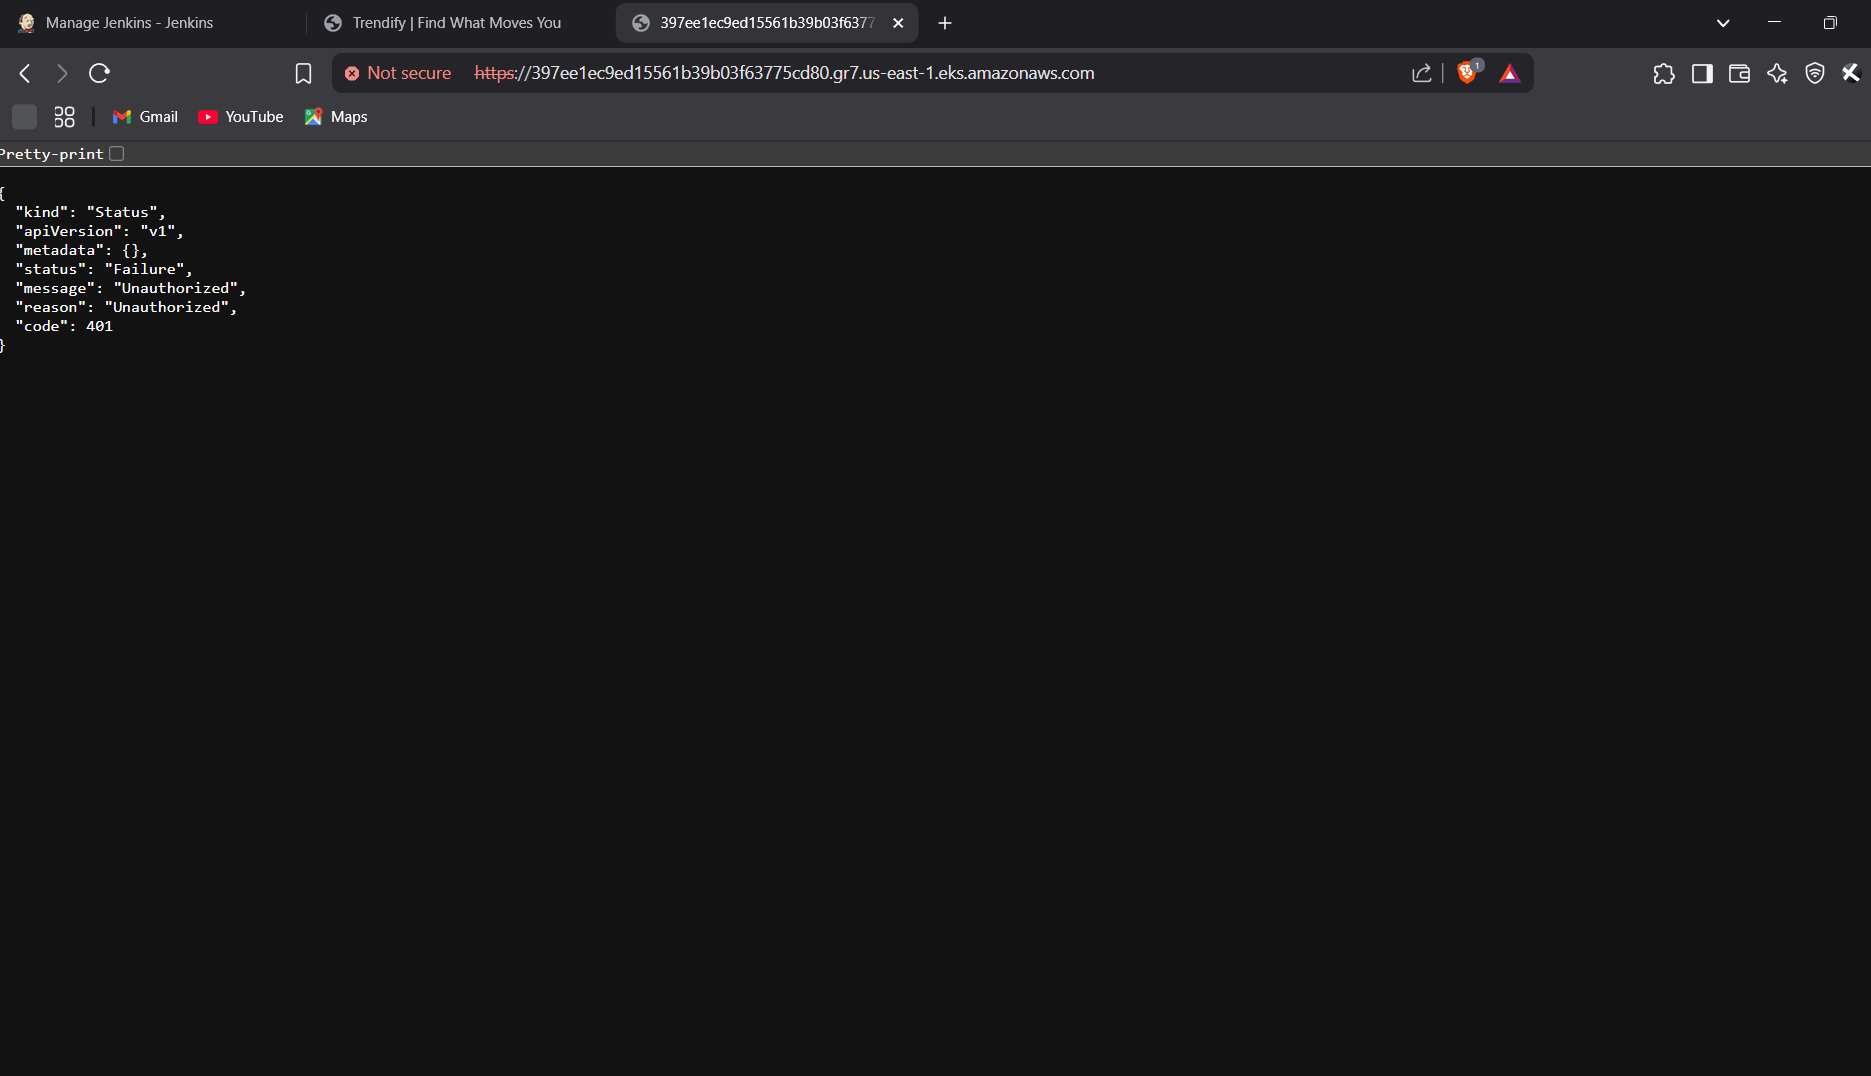 Manage Jenkins - Jenkins
Trendify | Find What Moves You
397ee1ec9ed15561b39b03f6377
Not secure https://397ee1ec9ed15561b39b03f63775cd80.gr7.us-east-1.eks.amazonaws.com
1
Gmail YouTube Maps
Pretty-print
{
"kind": "Status",
"apiVersion": "v1",
"metadata": {},
"status": "Failure",
"message": "Unauthorized",
"reason": "Unauthorized",
"code": 401
}